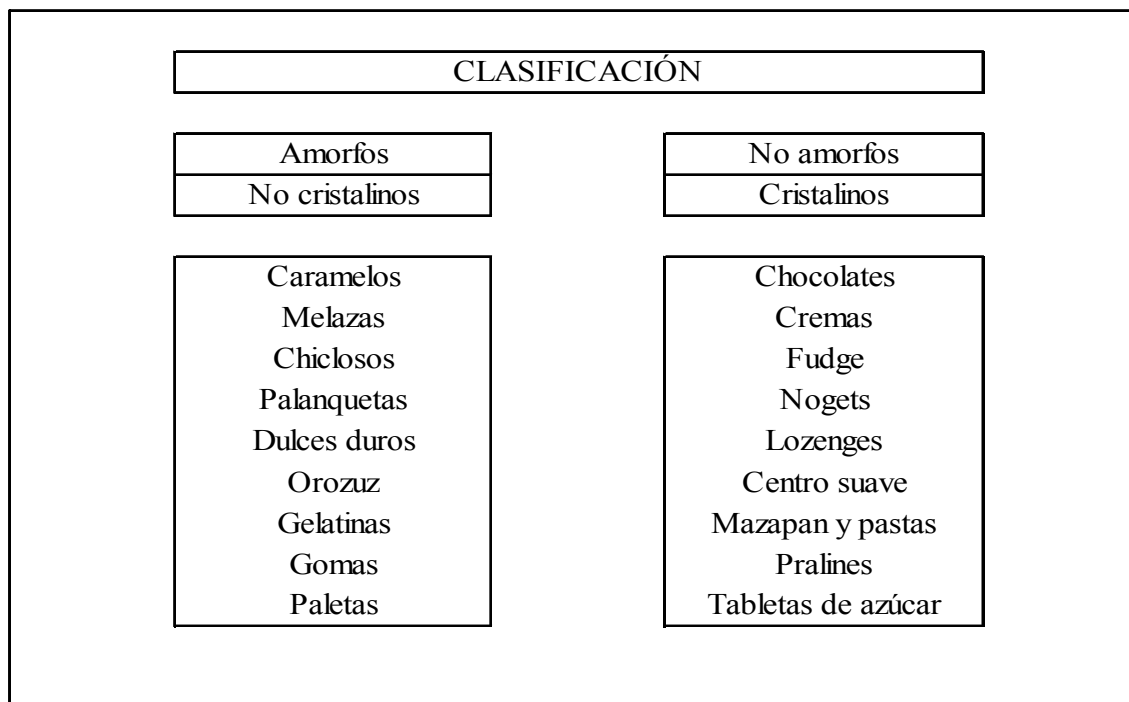 CLASIFICACIÓN
Amorfos
No cristalinos
No amorfos
Cristalinos
Caramelos
Melazas
Chiclosos
Palanquetas
Dulces duros
Orozuz
Gelatinas
Gomas
Paletas
Chocolates
Cremas
Fudge
Nogets
Lozenges
Centro suave
Mazapan y pastas
Pralines
Tabletas de azúcar